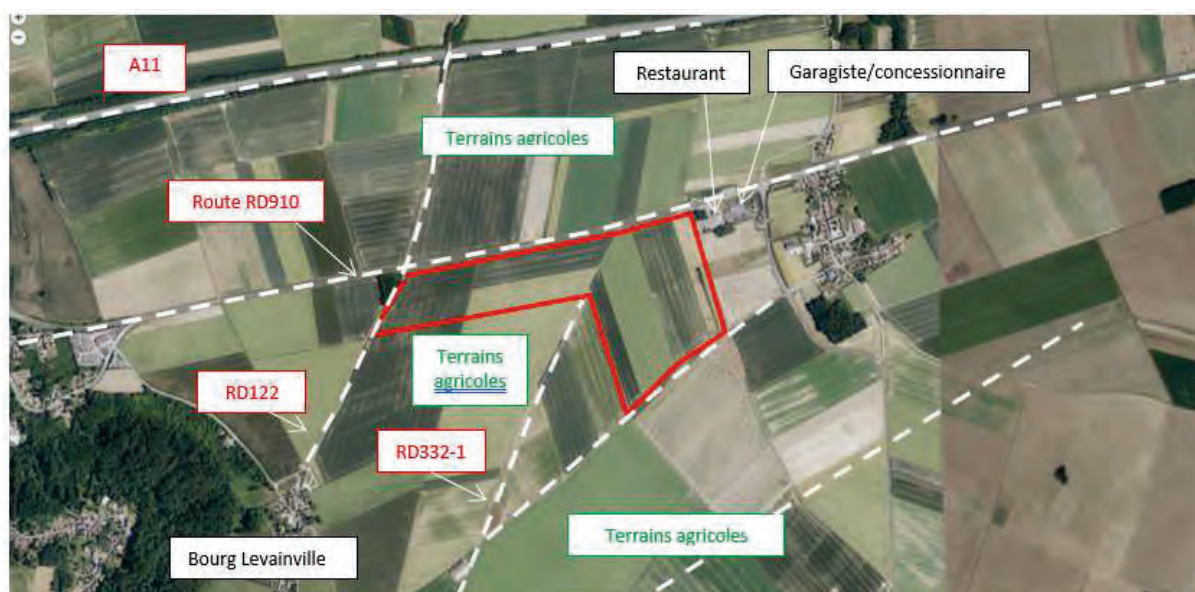 A11
Restaurant
Garagiste/concessionnaire
Terrains agricoles
Route RD910
Terrains
agricoles
RD122
RD332-1
Terrains agricoles
Bourg Levainville